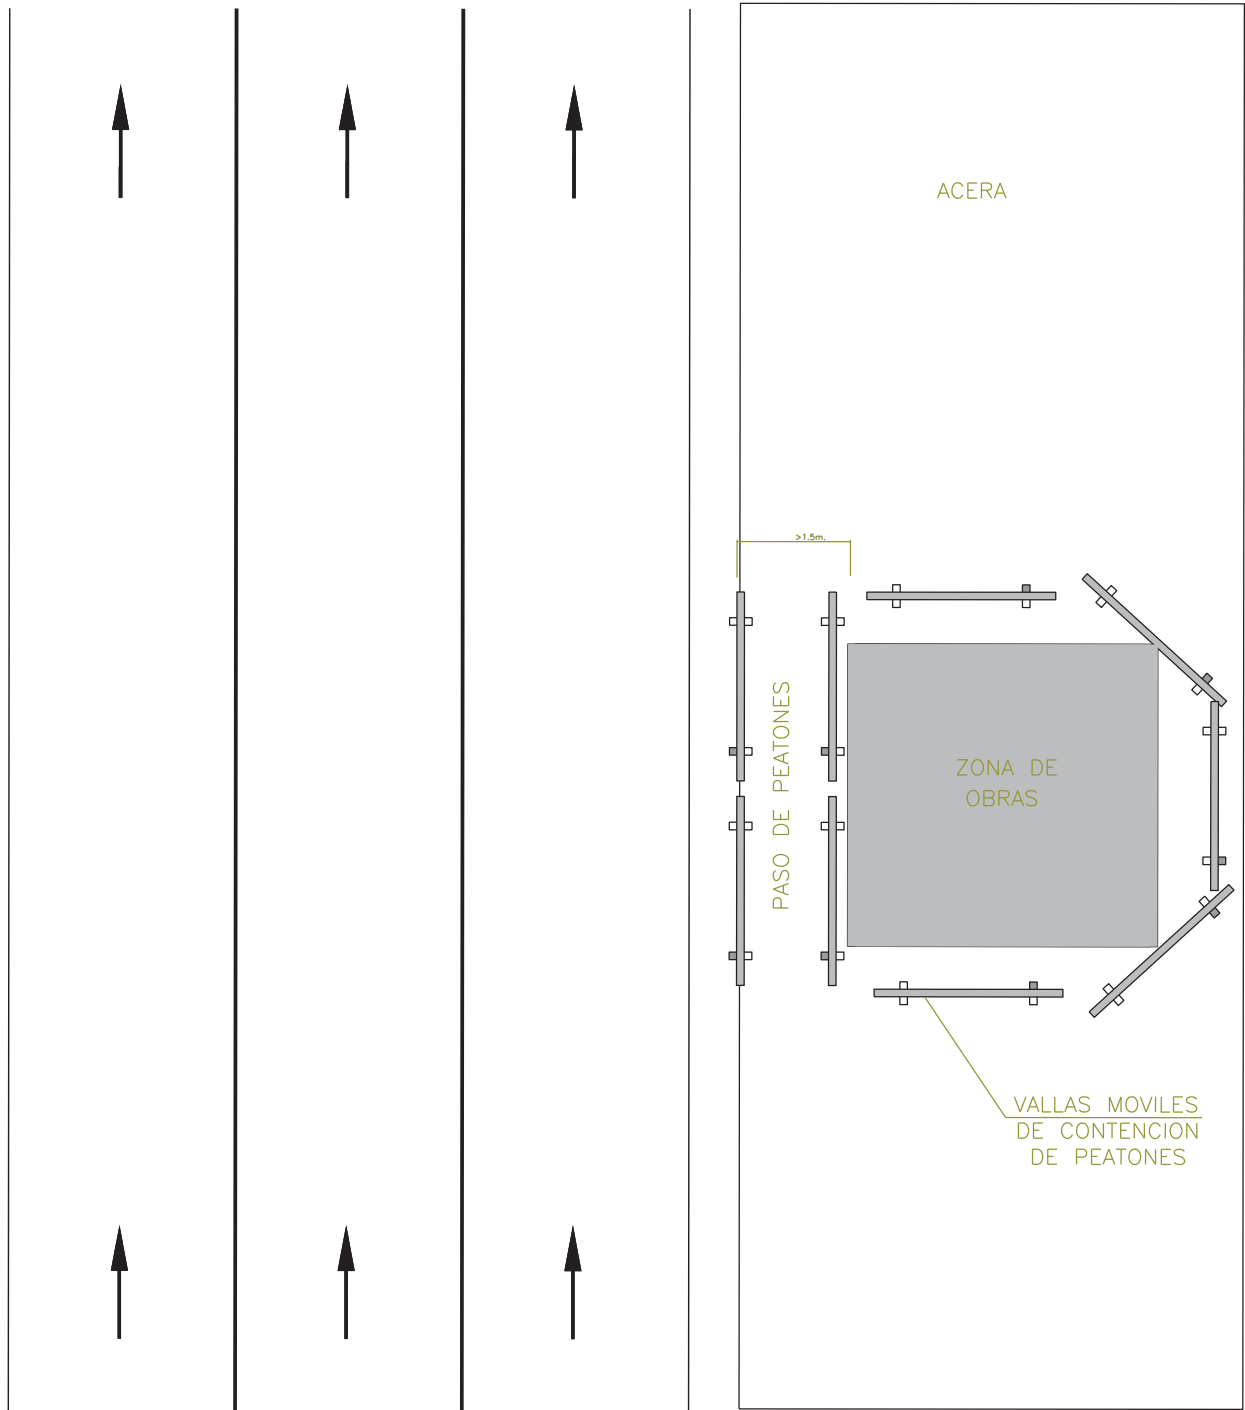 ACERA
>1.5m.
PASO DE PEATONES
ZONA DE
OBRAS
VALLAS MOVILES
DE CONTENCION
DE PEATONES